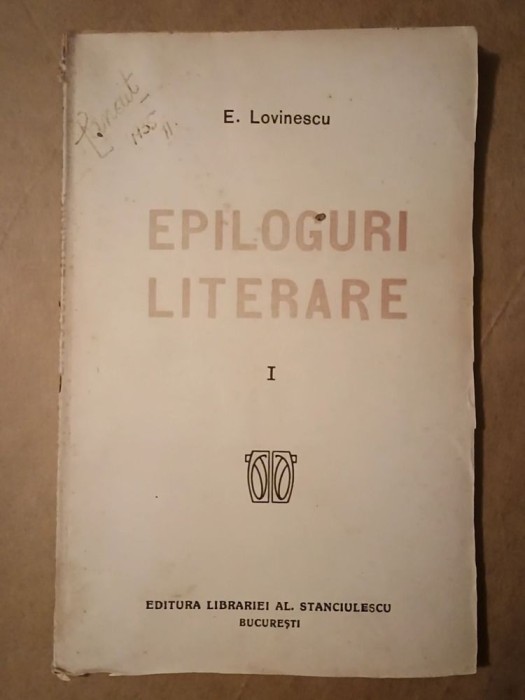 E. Lovinescu
EPILOGURI
LITERARE
I
EDITURA LIBRARIEI AL. STANCIULESCU
BUCUREȘTI